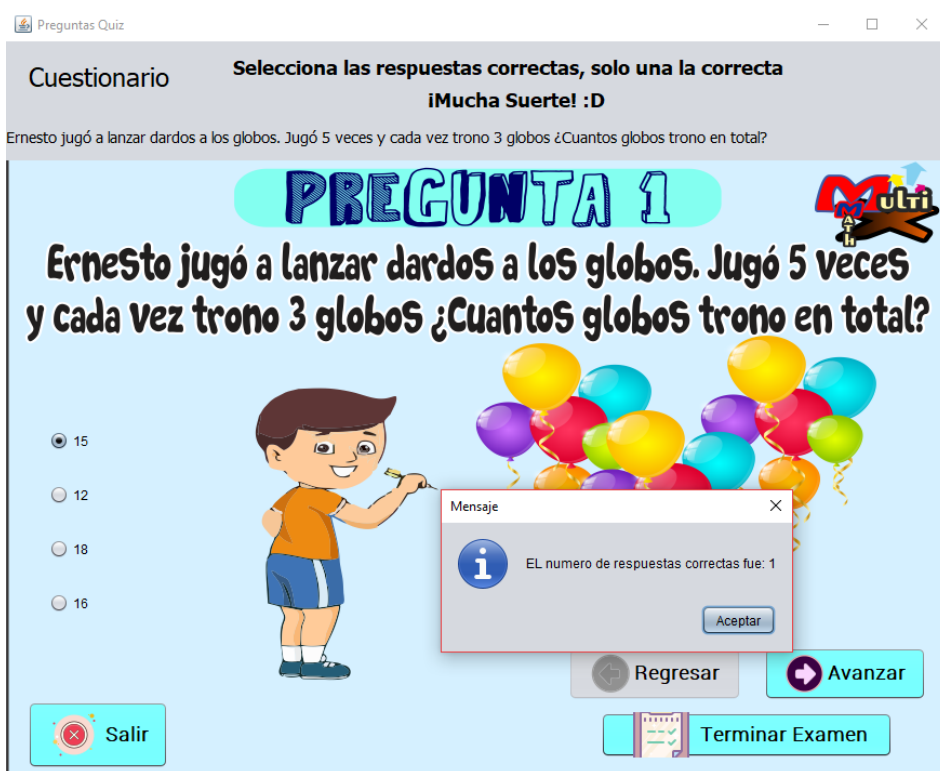 Preguntas Quiz
Cuestionario
Selecciona las respuestas correctas, solo una la correcta
¡Mucha Suerte! :D
Ernesto jugó a lanzar dardos a los globos. Jugó 5 veces y cada vez trono 3 globos ¿Cuantos globos trono en total?
PREGUNTA 1
MATH
Multi
X
Ernesto jugó a lanzar dardos a los globos. Jugó 5 veces
y cada vez trono 3 globos ¿Cuantos globos trono en total?
15
12
18
16
Mensaje
EL numero de respuestas correctas fue: 1
Aceptar
Regresar
Avanzar
Salir
Terminar Examen